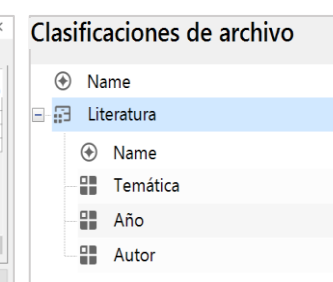 Clasificaciones de archivo
Name
Literatura
Name
Temática
Año
Autor